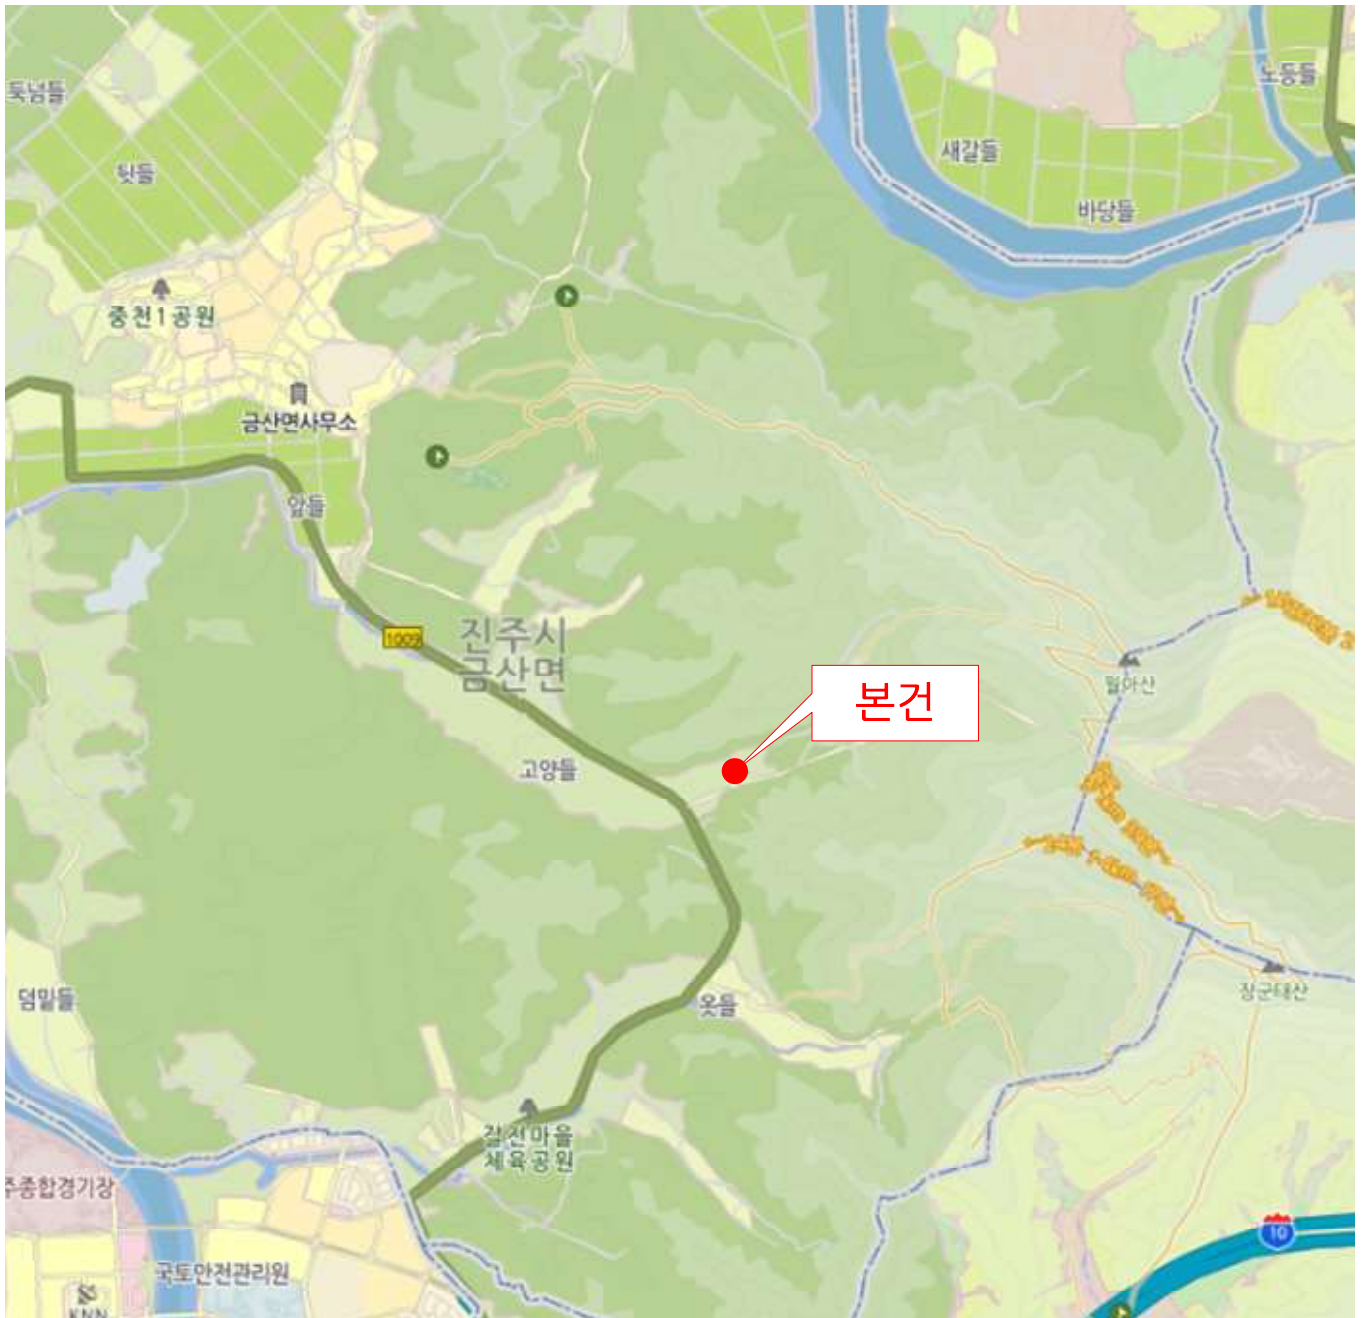 둑넘들
노등들
뒷들
새갈들
바당들
중천1공원
금산면사무소
앞들
1009
진주시
금산면
본건
월아산
고양들
장군대산
덤밑들
옷들
갈전마을
체육공원
주종합경기장
10
국토안전관리원
KNN